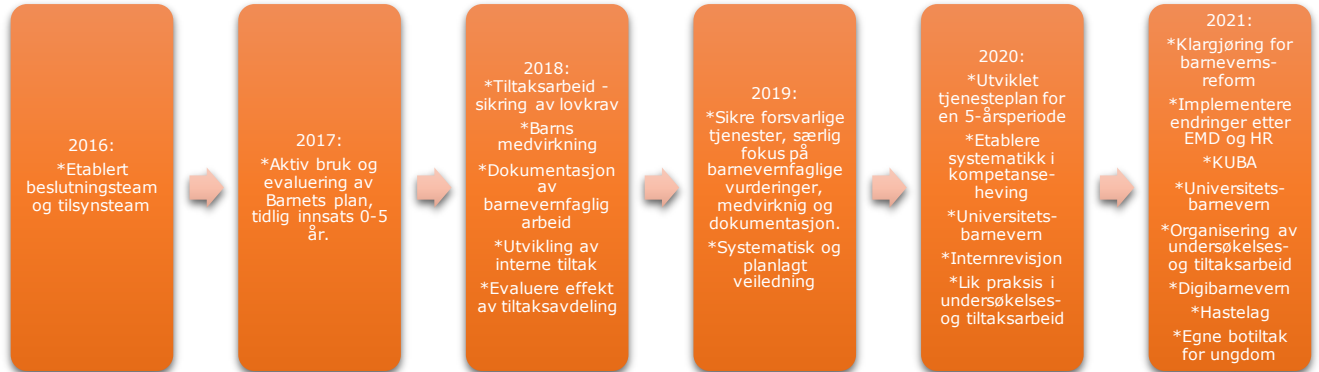 2016:
*Etablert
beslutningsteam
og tilsynsteam
2017:
*Aktiv bruk og
evaluering av
Barnets plan,
tidlig innsats 0-5
år.
2018:
*Tiltaksarbeid -
sikring av lovkrav
*Barns
medvirkning
*Dokumentasjon
av
barnevernfaglig
arbeid
*Utvikling av
interne tiltak
*Evaluere effekt
av tiltaksavdeling
2019:
*Sikre forsvarlige
tjenester, særlig
fokus på
barnevernfaglige
vurderinger,
medvirknig og
dokumentasjon.
*Systematisk og
planlagt
veiledning
2020:
*Utviklet
tjenesteplan for
en 5-årsperiode
*Etablere
systematikk i
kompetanse-
heving
*Universitets-
barnevern
*Internrevisjon
*Lik praksis i
undersøkelses-
og tiltaksarbeid
2021:
*Klargjøring for
barneverns-
reform
*Implementere
endringer etter
EMD og HR
*KUBA
*Universitets-
barnevern
*Organisering av
undersøkelses-
og tiltaksarbeid
*Digibarnevern
*Hastelag
*Egne botiltak
for ungdom